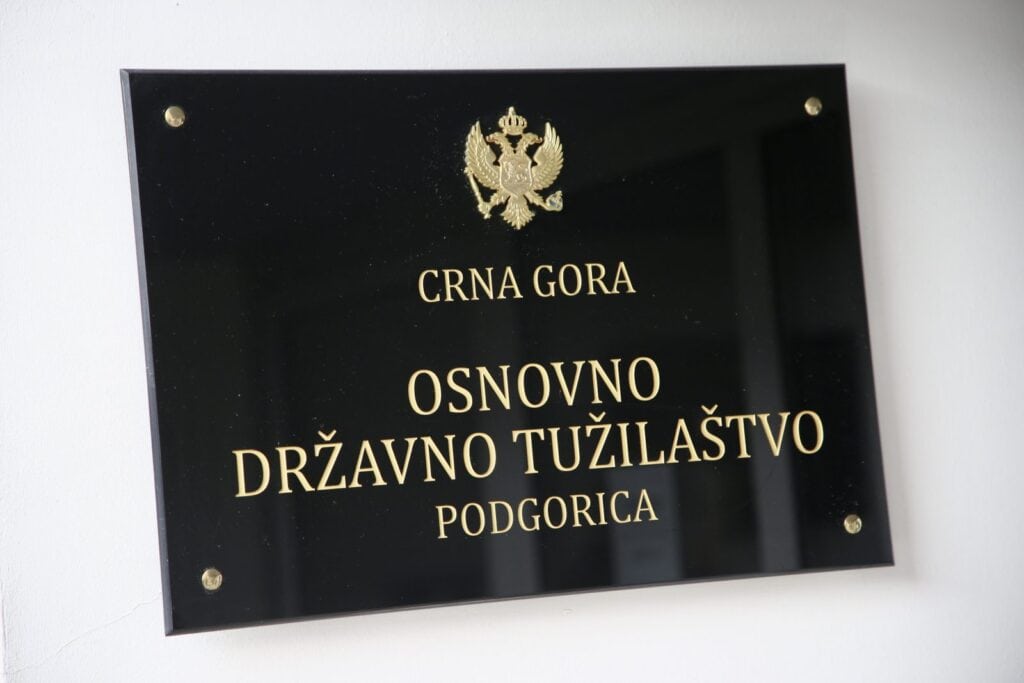 CRNA GORA
OSNOVNO
DRŽAVNO TUŽILAŠTVO
PODGORICA